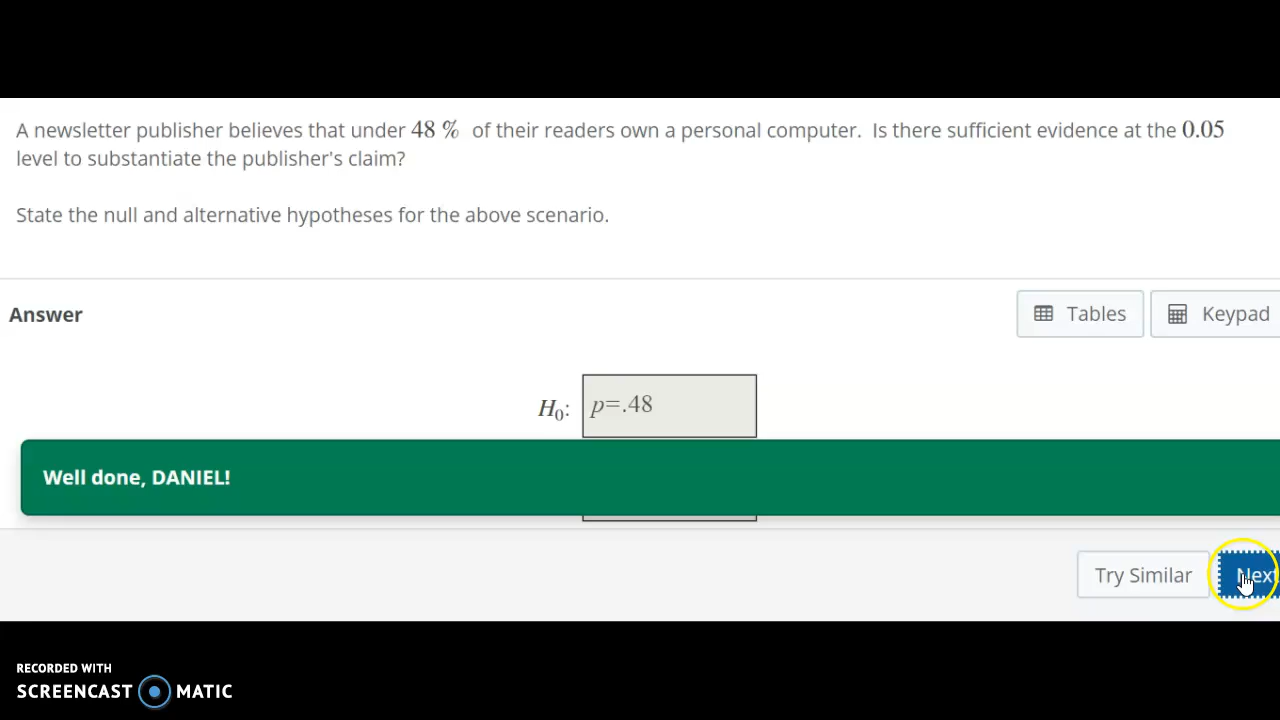 A newsletter publisher believes that under 48 % of their readers own a personal computer. Is there sufficient evidence at the 0.05
level to substantiate the publisher's claim?
State the null and alternative hypotheses for the above scenario.
Answer
Tables
Keypad
H0: p=.48
Well done, DANIEL!
Try Similar
Next
RECORDED WITH
SCREENCAST MATIC